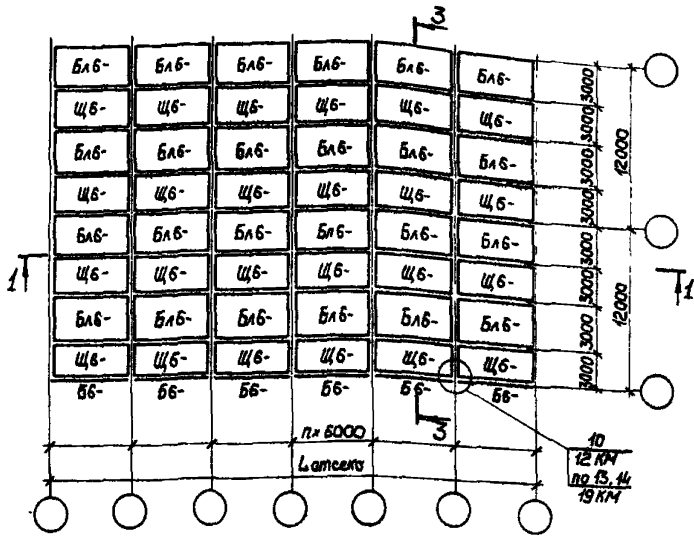 3
Бл6- Бл6- Бл6- Бл6- Бл6- Бл6-
Щ6- Щ6- Щ6- Щ6- Щ6- Щ6-
Бл6- Бл6- Бл6- Бл6- Бл6- Бл6-
Щ6- Щ6- Щ6- Щ6- Щ6- Щ6-
Бл6- Бл6- Бл6- Бл6- Бл6- Бл6-
Щ6- Щ6- Щ6- Щ6- Щ6- Щ6-
Бл6- Бл6- Бл6- Бл6- Бл6- Бл6-
Щ6- Щ6- Щ6- Щ6- Щ6- Щ6-
Б6- Б6- Б6- Б6- Б6- Б6-
3000 3000 3000 3000 3000 3000 3000 3000
12000 12000
1 1
3
n×6000
Lотсека
10
12 КМ
по 13, 14
19 КМ